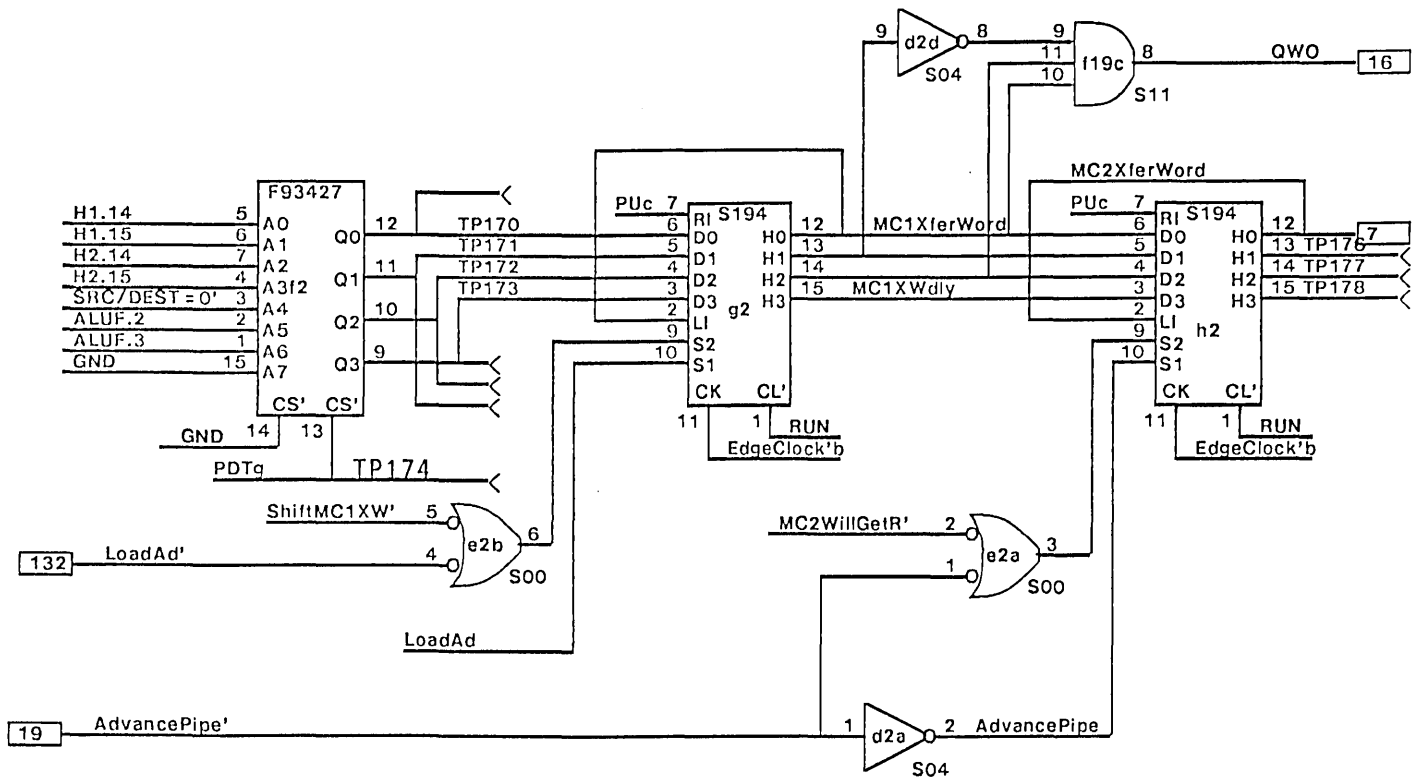 9 d2d 8 9 f19c 8 QWO 16
11
10
S04
S11
F93427
H1.14 5 A0
H1.15 6 A1
H2.14 7 A2
H2.15 4 A3f2
SRC/DEST=0' 3 A4
ALUF.2 2 A5
ALUF.3 1 A6
GND 15 A7
Q0 12
Q1 11
Q2 10
Q3 9
CS' CS'
GND 14 13
PDTg TP174
TP170
TP171
TP172
TP173
PUc 7 RI S194
6 D0 H0 12 MC1XferWord
5 D1 H1 13
4 D2 H2 14
3 D3 H3 15 MC1XWdly
g2
2 LI
9 S2
10 S1
CK CL'
11 1 RUN
EdgeClock'b
MC2XferWord
PUc 7 RI S194
6 D0 H0 12 7
5 D1 H1 13 TP176
4 D2 H2 14 TP177
3 D3 H3 15 TP178
2 LI h2
9 S2
10 S1
CK CL'
11 1 RUN
EdgeClock'b
ShiftMC1XW' 5 e2b 6
132 LoadAd' 4
S00
LoadAd
MC2WillGetR' 2 e2a 3
1
S00
19 AdvancePipe' 1 d2a 2 AdvancePipe
S04